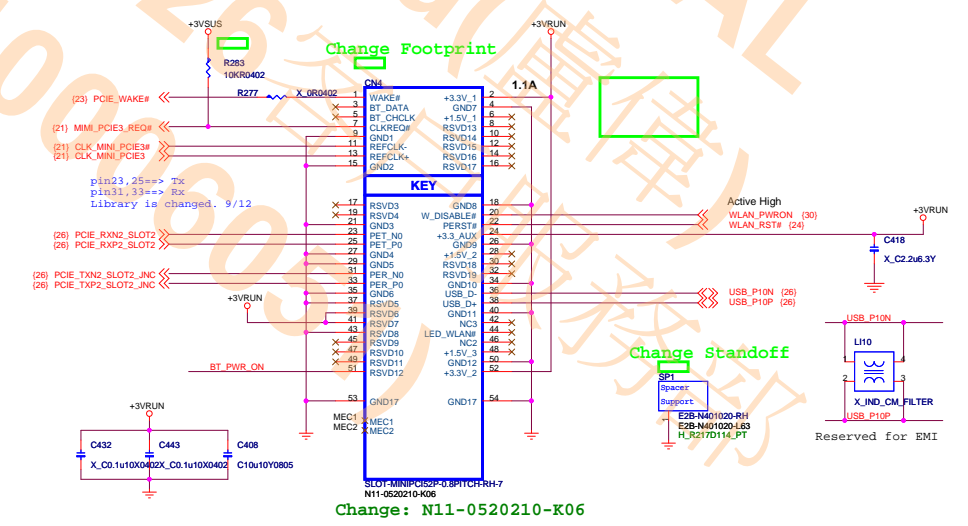 +3VSUS
+3VRUN
Change Footprint
R283
10KR0402
CN4
1.1A
{23} PCIE_WAKE#
R277
X_0R0402
{21} MIMI_PCIE3_REQ#
{21} CLK_MINI_PCIE3#
{21} CLK_MINI_PCIE3
1 WAKE# +3.3V_1 2
3 BT_DATA GND7 4
5 BT_CHCLK +1.5V_1 6
7 CLKREQ# RSVD13 8
9 GND1 RSVD14 10
11 REFCLK- RSVD15 12
13 REFCLK+ RSVD16 14
15 GND2 RSVD17 16
KEY
pin23,25==> Tx
pin31,33==> Rx
Library is changed. 9/12
17 RSVD3 GND8 18
19 RSVD4 W_DISABLE# 20
21 GND3 PERST# 22
23 PET_N0 +3.3_AUX 24
25 PET_P0 GND9 26
27 GND4 +1.5V_2 28
29 GND5 RSVD18 30
31 PER_N0 RSVD19 32
33 PER_P0 GND10 34
35 GND6 USB_D- 36
37 RSVD5 USB_D+ 38
39 RSVD6 GND11 40
41 RSVD7 NC3 42
43 RSVD8 LED_WLAN# 44
45 RSVD9 NC2 46
47 RSVD10 +1.5V_3 48
49 RSVD11 GND12 50
51 RSVD12 +3.3V_2 52
53 GND17 GND17 54
MEC1 MEC1
MEC2 MEC2
{26} PCIE_RXN2_SLOT2
{26} PCIE_RXP2_SLOT2
{26} PCIE_TXN2_SLOT2_JNC
{26} PCIE_TXP2_SLOT2_JNC
+3VRUN
BT_PWR_ON
Active High
WLAN_PWRON {30}
WLAN_RST# {24}
+3VRUN
C418
X_C2.2u6.3Y
USB_P10N {26}
USB_P10P {26}
USB_P10N
LI10
1 4
2 3
X_IND_CM_FILTER
USB_P10P
Reserved for EMI
Change Standoff
SP1
Spacer
Support
1
E2B-N401020-RH
E2B-N401020-L63
H_R217D114_PT
+3VRUN
C432
X_C0.1u10X0402
C443
X_C0.1u10X0402
C408
C10u10Y0805
SLOT-MINIPCI52P-0.8PITCH-RH-7
N11-0520210-K06
Change: N11-0520210-K06